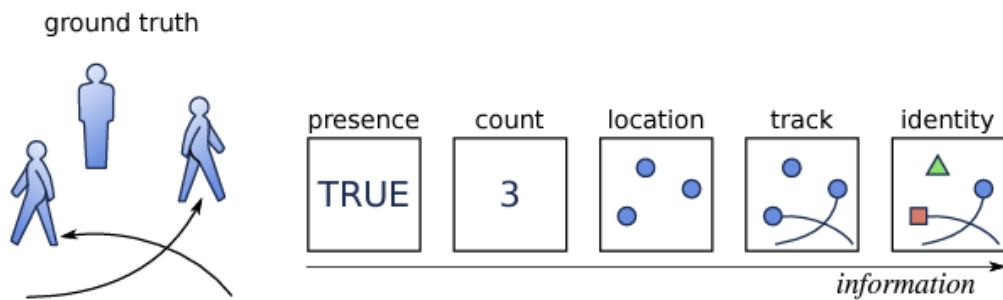 ground truth
presence count location track identity
TRUE 3
information